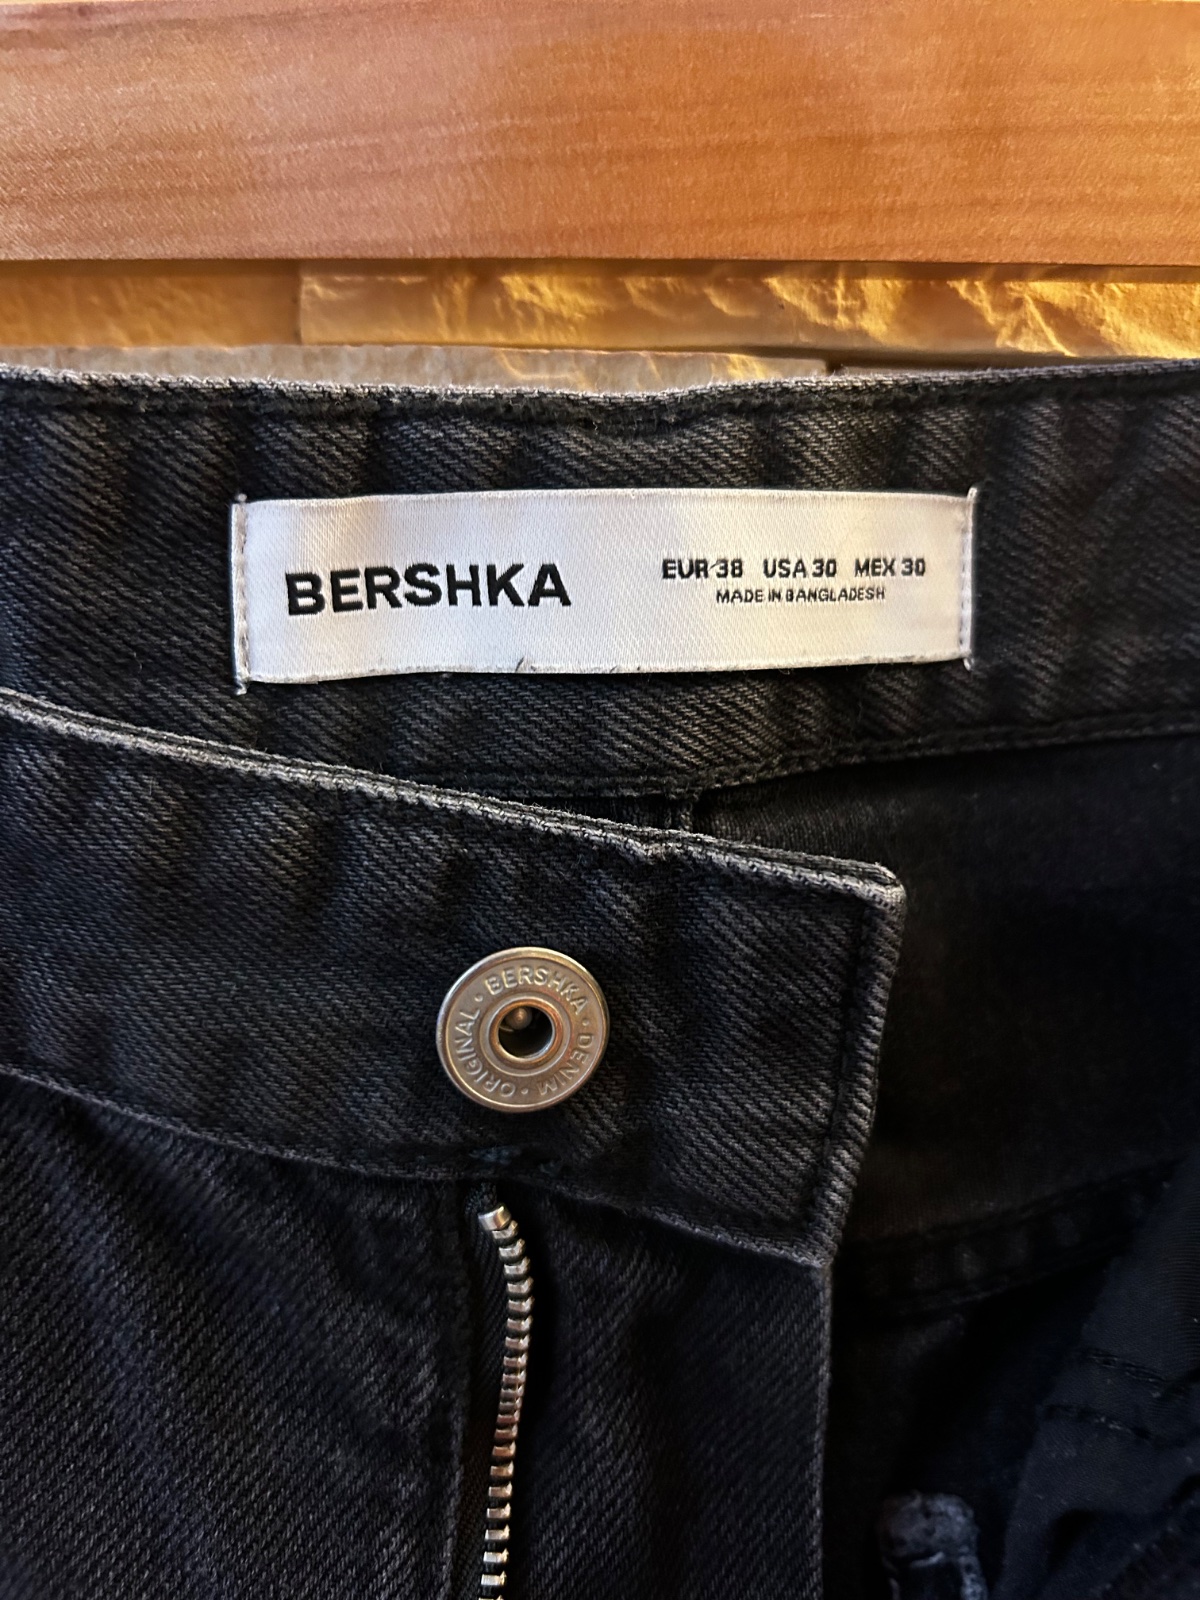 BERSHKA
EUR 38 USA 30 MEX 30
MADE IN BANGLADESH
BERSHKA · DENIM · ORIGINAL ·